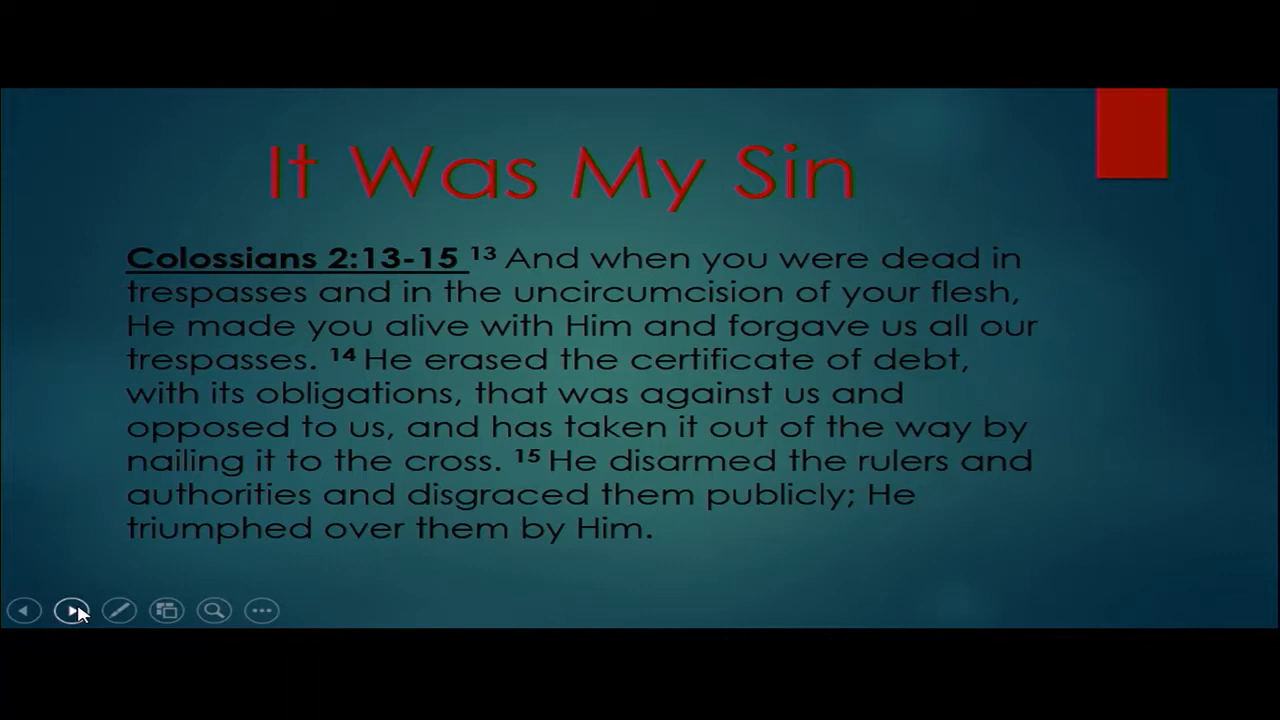 It Was My Sin
Colossians 2:13-15 ¹³ And when you were dead in
trespasses and in the uncircumcision of your flesh,
He made you alive with Him and forgave us all our
trespasses. ¹⁴ He erased the certificate of debt,
with its obligations, that was against us and
opposed to us, and has taken it out of the way by
nailing it to the cross. ¹⁵ He disarmed the rulers and
authorities and disgraced them publicly; He
triumphed over them by Him.